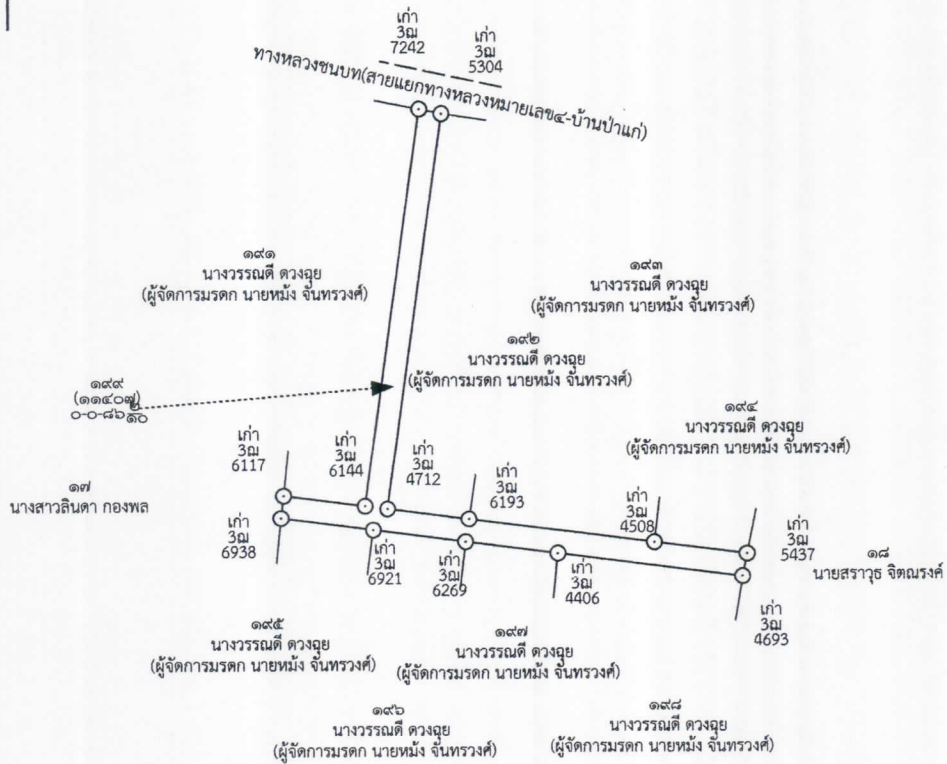 เก่า
3ฌ
7242
เก่า
3ฌ
5304
ทางหลวงชนบท(สายแยกทางหลวงหมายเลข๔-บ้านป่าแก่)
๑๙๑
นางวรรณดี ดวงฉุย
(ผู้จัดการมรดก นายหม้ง จันทรวงศ์)
๑๙๓
นางวรรณดี ดวงฉุย
(ผู้จัดการมรดก นายหม้ง จันทรวงศ์)
๑๙๒
นางวรรณดี ดวงฉุย
(ผู้จัดการมรดก นายหม้ง จันทรวงศ์)
๑๙๙
(๑๑๔๐๗)
๐-๐-๘๖ ๒/๑๐
๑๙๔
นางวรรณดี ดวงฉุย
(ผู้จัดการมรดก นายหม้ง จันทรวงศ์)
เก่า
3ฌ
6117
เก่า
3ฌ
6144
เก่า
3ฌ
4712
เก่า
3ฌ
6193
เก่า
3ฌ
4508
เก่า
3ฌ
5437
๑๗
นางสาวลินดา กองพล
๑๘
นายสราวุธ จิตณรงค์
เก่า
3ฌ
6938
เก่า
3ฌ
6921
เก่า
3ฌ
6269
เก่า
3ฌ
4406
เก่า
3ฌ
4693
๑๙๕
นางวรรณดี ดวงฉุย
(ผู้จัดการมรดก นายหม้ง จันทรวงศ์)
๑๙๗
นางวรรณดี ดวงฉุย
(ผู้จัดการมรดก นายหม้ง จันทรวงศ์)
๑๙๖
นางวรรณดี ดวงฉุย
(ผู้จัดการมรดก นายหม้ง จันทรวงศ์)
๑๙๘
นางวรรณดี ดวงฉุย
(ผู้จัดการมรดก นายหม้ง จันทรวงศ์)